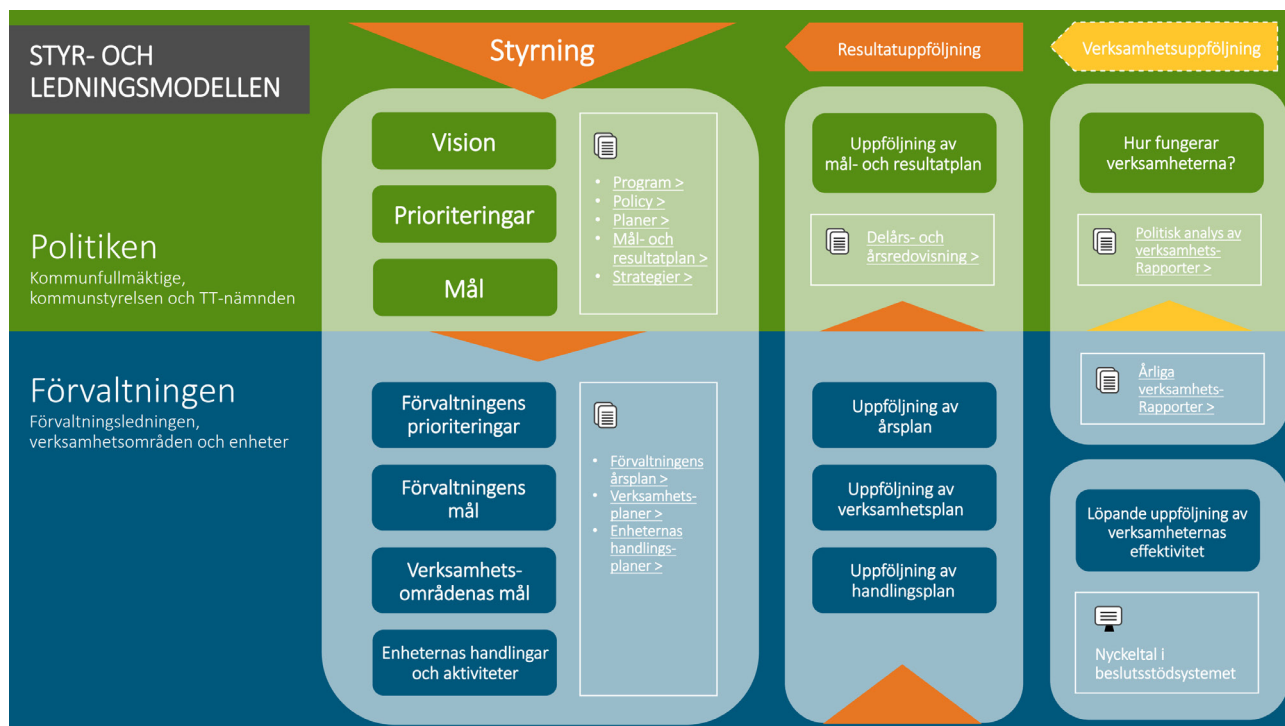 STYR- OCH
LEDNINGSMODELLEN
Styrning
Resultatuppföljning
Verksamhetsuppföljning
Politiken
Kommunfullmäktige,
kommunstyrelsen och TT-nämnden
Vision
Prioriteringar
Mål
• Program >
• Policy >
• Planer >
• Mål- och
resultatplan >
• Strategier >
Uppföljning av
mål- och resultatplan
Delårs- och
årsredovisning >
Hur fungerar
verksamheterna?
Politisk analys av
verksamhets-
Rapporter >
Förvaltningen
Förvaltningsledningen,
verksamhetsområden och enheter
Förvaltningens
prioriteringar
Förvaltningens
mål
Verksamhets-
områdenas mål
Enheternas handlingar
och aktiviteter
• Förvaltningens
årsplan >
• Verksamhets-
planer >
• Enheternas
handlings-
planer >
Uppföljning av
årsplan
Uppföljning av
verksamhetsplan
Uppföljning av
handlingsplan
Årliga
verksamhets-
Rapporter >
Löpande uppföljning av
verksamheternas
effektivitet
Nyckeltal i
beslutsstödsystemet